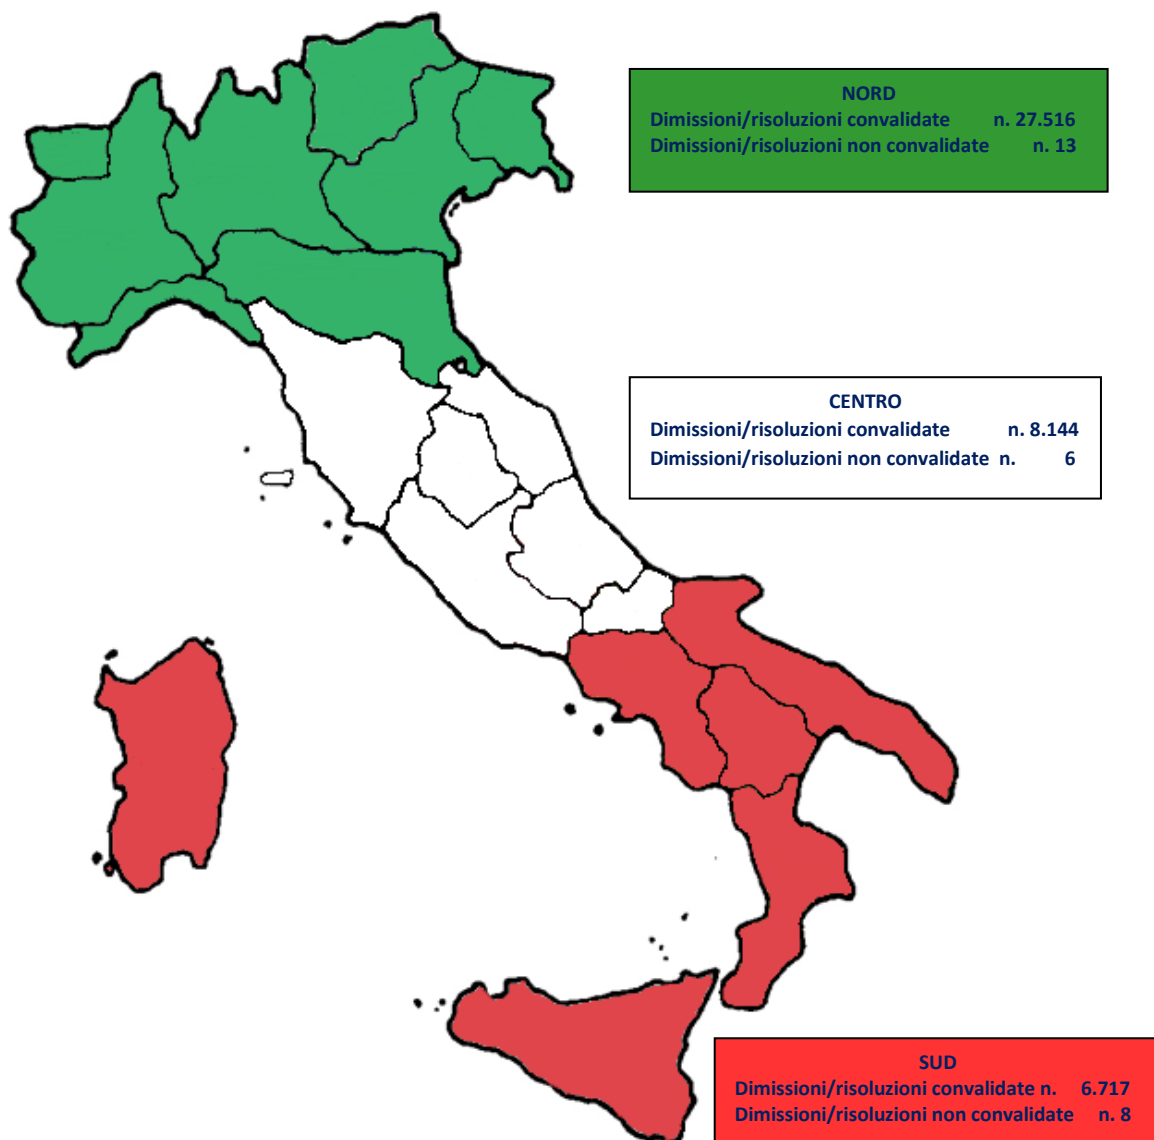 NORD
Dimissioni/risoluzioni convalidate n. 27.516
Dimissioni/risoluzioni non convalidate n. 13
CENTRO
Dimissioni/risoluzioni convalidate n. 8.144
Dimissioni/risoluzioni non convalidate n. 6
SUD
Dimissioni/risoluzioni convalidate n. 6.717
Dimissioni/risoluzioni non convalidate n. 8